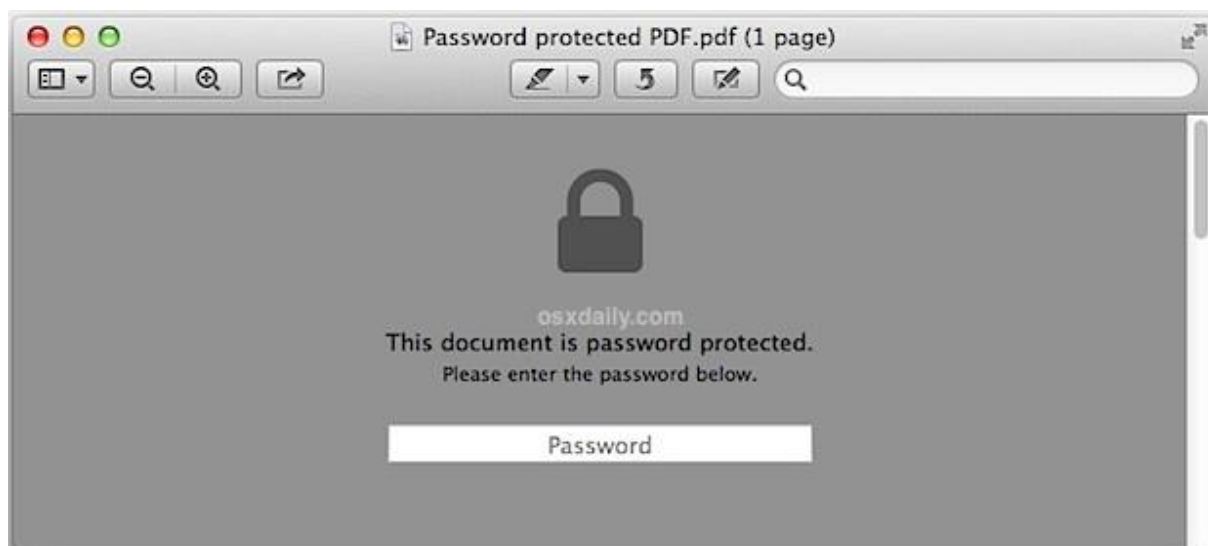 Password protected PDF.pdf (1 page)
osxdaily.com
This document is password protected.
Please enter the password below.
Password